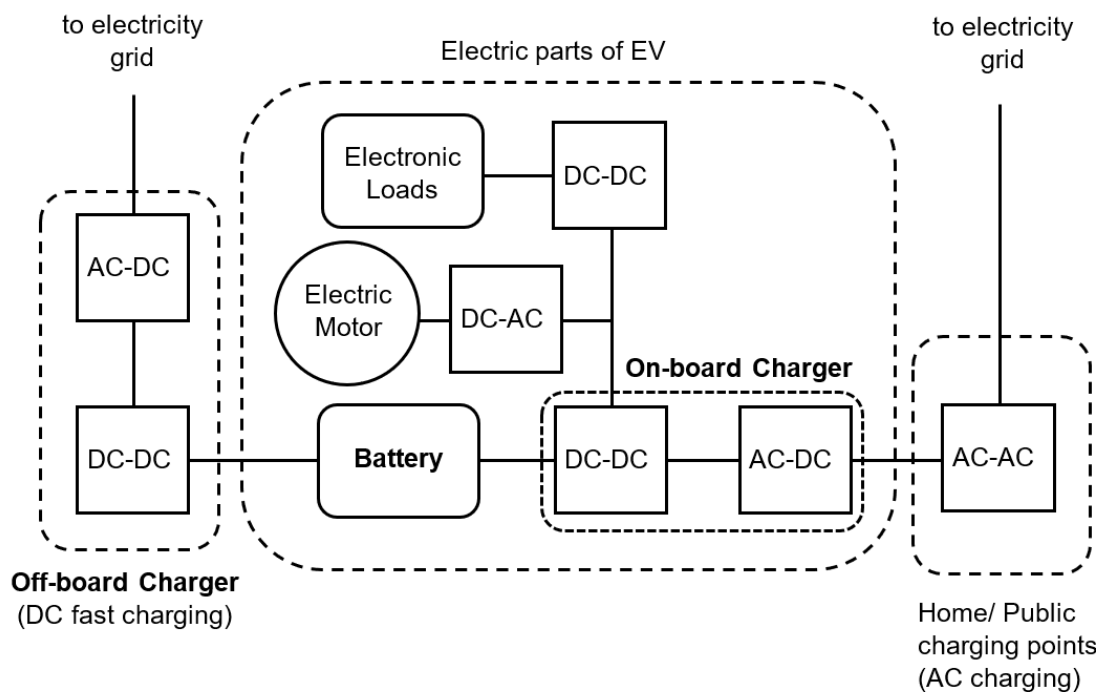 to electricity
grid
Electric parts of EV
to electricity
grid
Electronic
Loads
DC-DC
AC-DC
Electric
Motor
DC-AC
On-board Charger
DC-DC
Battery
DC-DC
AC-DC
AC-AC
Off-board Charger
(DC fast charging)
Home/ Public
charging points
(AC charging)